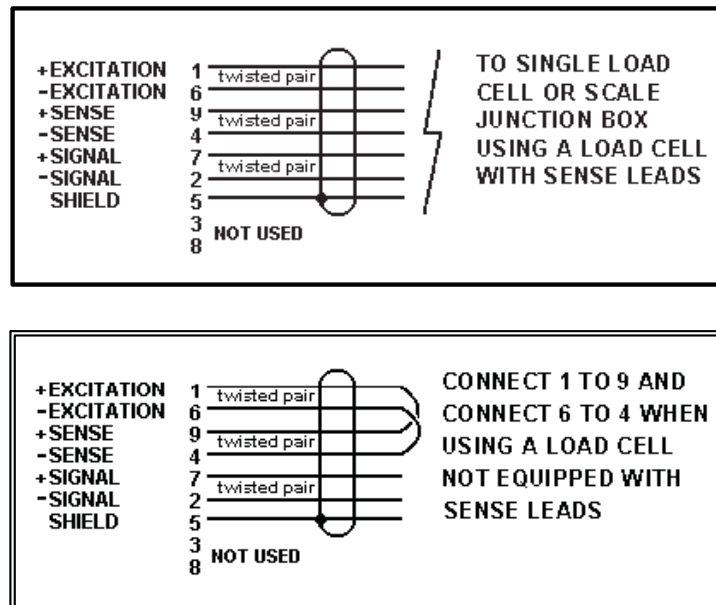 +EXCITATION 1 twisted pair
-EXCITATION 6
+SENSE 9 twisted pair
-SENSE 4
+SIGNAL 7 twisted pair
-SIGNAL 2
SHIELD 5
3
NOT USED
8
TO SINGLE LOAD
CELL OR SCALE
JUNCTION BOX
USING A LOAD CELL
WITH SENSE LEADS
+EXCITATION 1 twisted pair
-EXCITATION 6
+SENSE 9 twisted pair
-SENSE 4
+SIGNAL 7 twisted pair
-SIGNAL 2
SHIELD 5
3
NOT USED
8
CONNECT 1 TO 9 AND
CONNECT 6 TO 4 WHEN
USING A LOAD CELL
NOT EQUIPPED WITH
SENSE LEADS